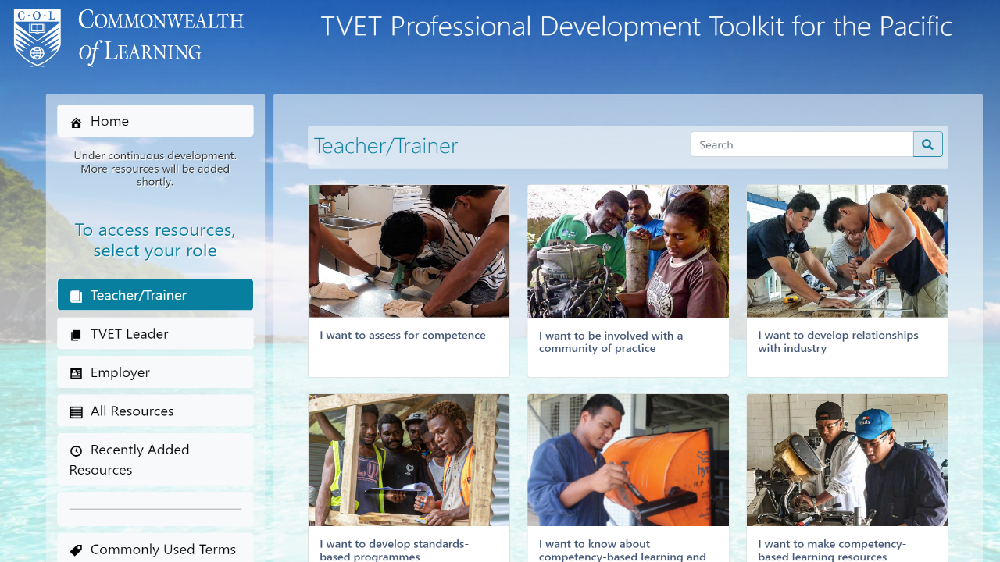 C·O·L
COMMONWEALTH
of LEARNING
TVET Professional Development Toolkit for the Pacific
Home
Under continuous development.
More resources will be added
shortly.
To access resources,
select your role
Teacher/Trainer
TVET Leader
Employer
All Resources
Recently Added
Resources
Commonly Used Terms
Teacher/Trainer
Search
I want to assess for competence
I want to be involved with a
community of practice
I want to develop relationships
with industry
I want to develop standards-
based programmes
I want to know about
competency-based learning and
I want to make competency-
based learning resources